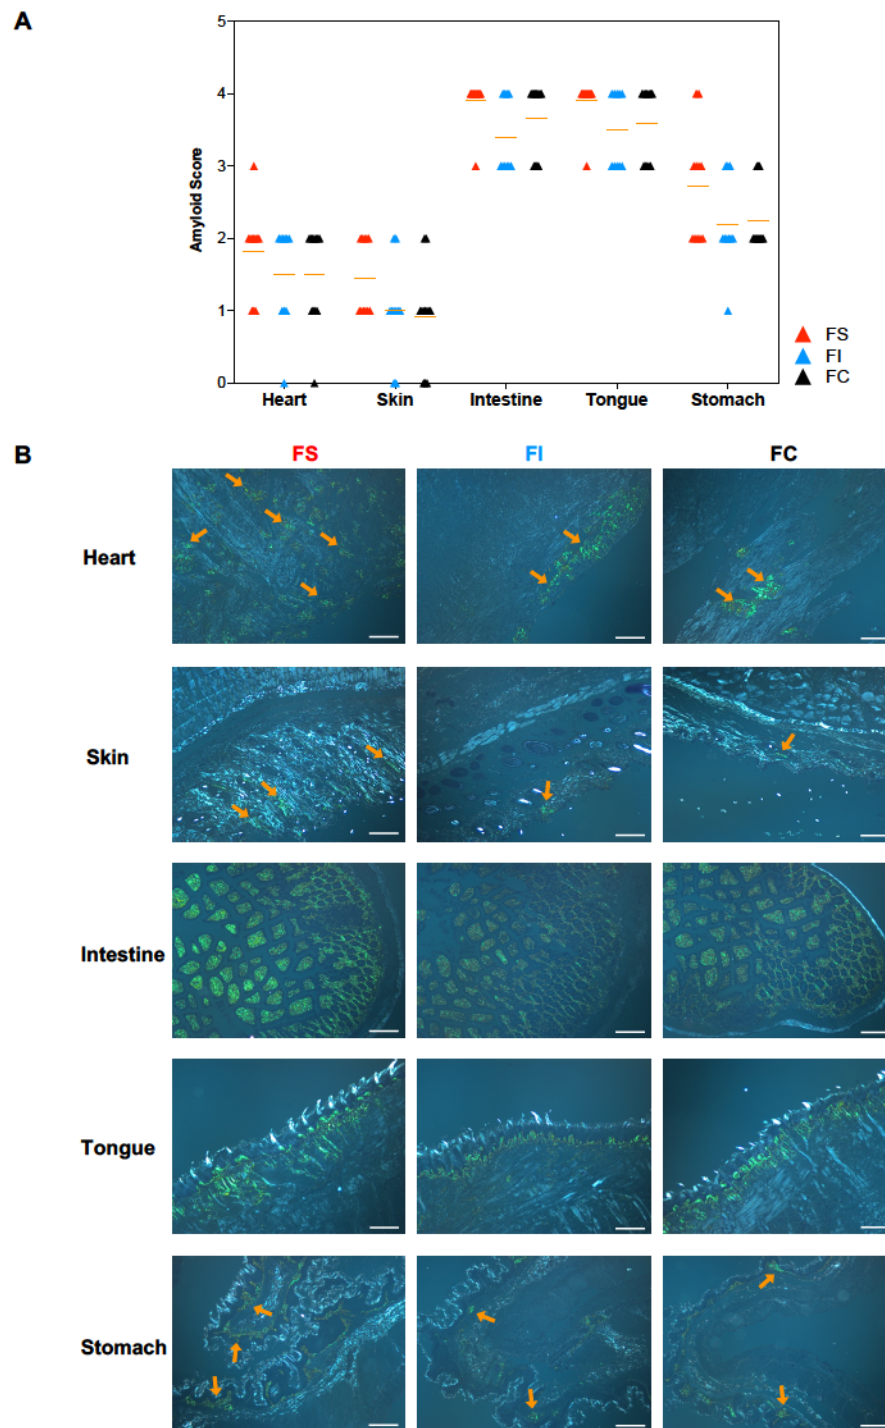 A
5
4
3
2
1
0
Amyloid Score
Heart Skin Intestine Tongue Stomach
FS
FI
FC
B
FS FI FC
Heart
Skin
Intestine
Tongue
Stomach